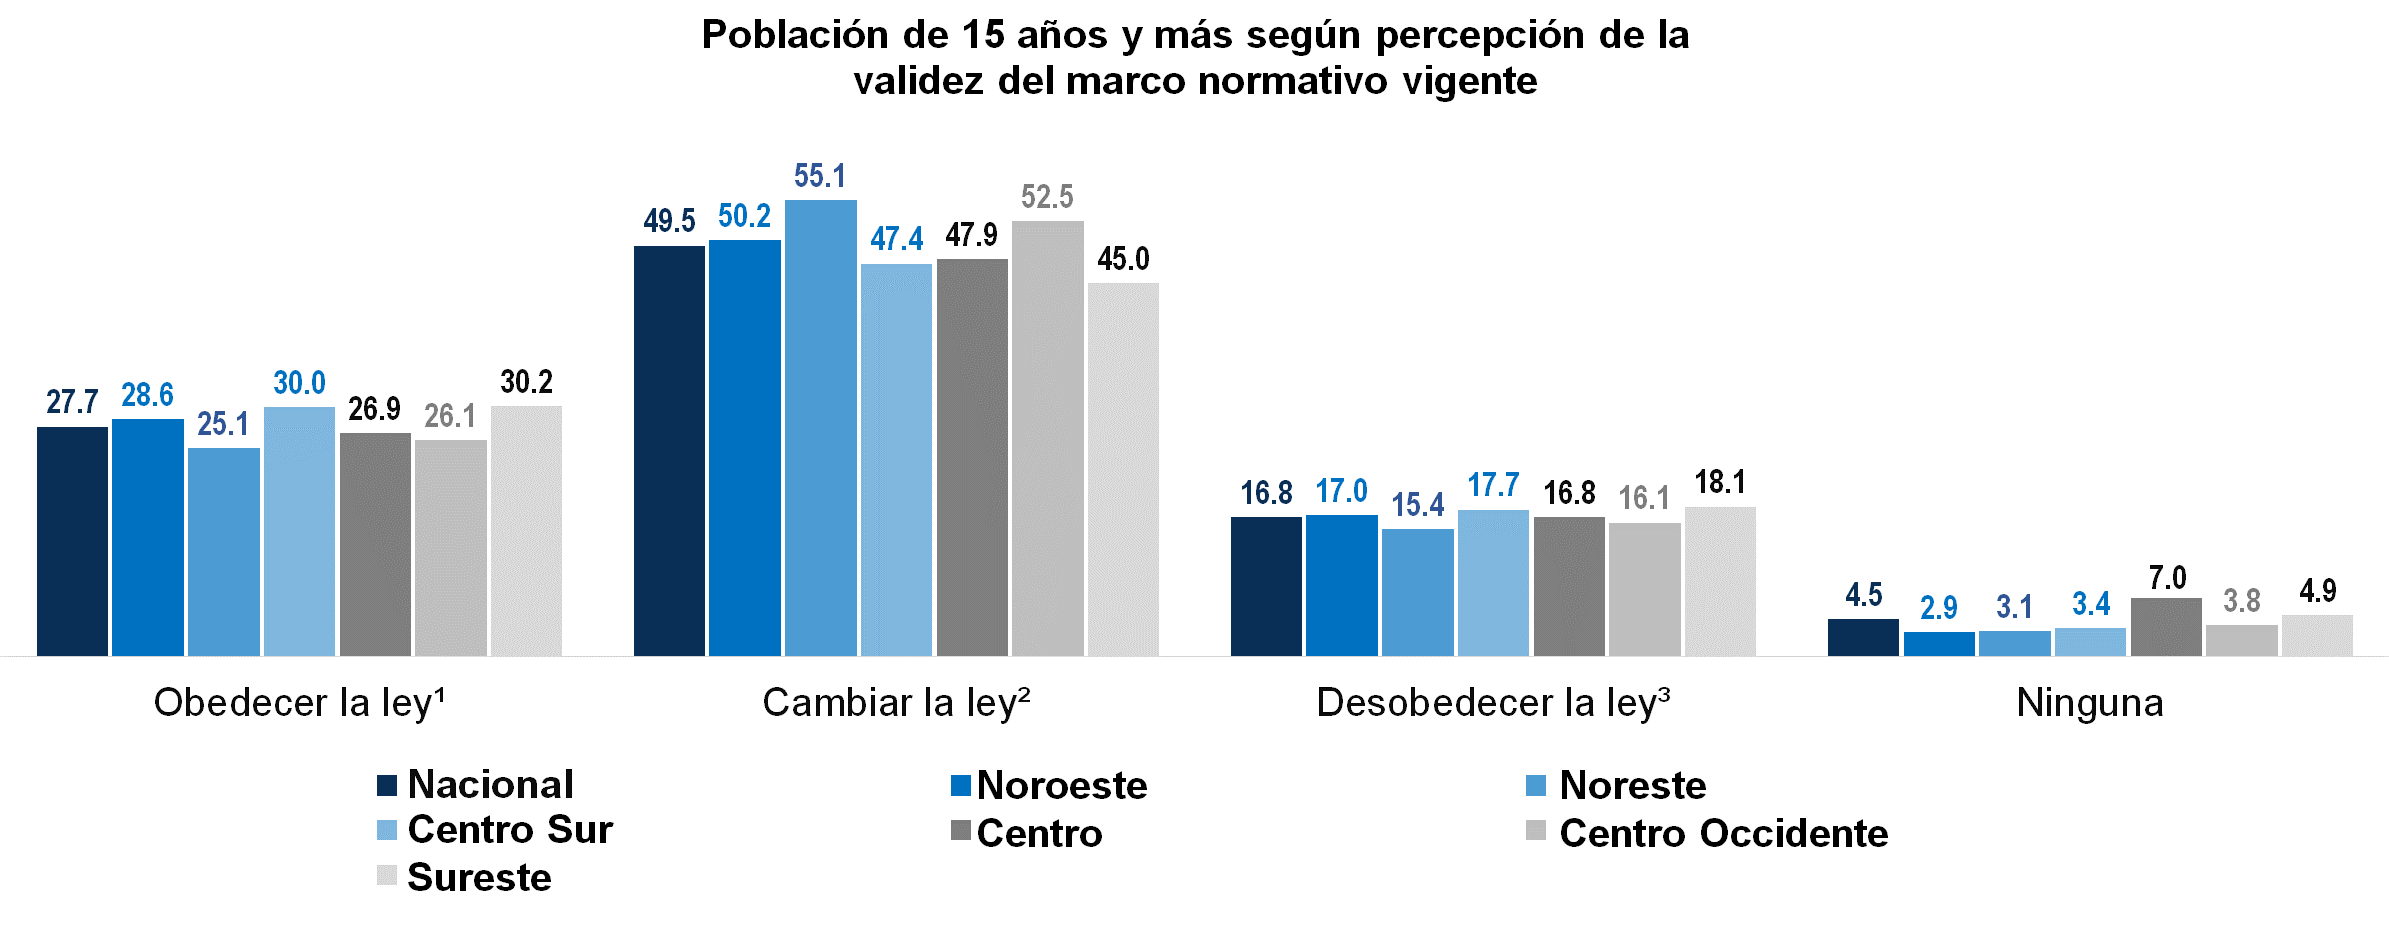 Población de 15 años y más según percepción de la
validez del marco normativo vigente
27.7 28.6 25.1 30.0 26.9 26.1 30.2
49.5 50.2 55.1 47.4 47.9 52.5 45.0
16.8 17.0 15.4 17.7 16.8 16.1 18.1
4.5 2.9 3.1 3.4 7.0 3.8 4.9
Obedecer la ley¹ Cambiar la ley² Desobedecer la ley³ Ninguna
Nacional Noroeste Noreste
Centro Sur Centro Centro Occidente
Sureste